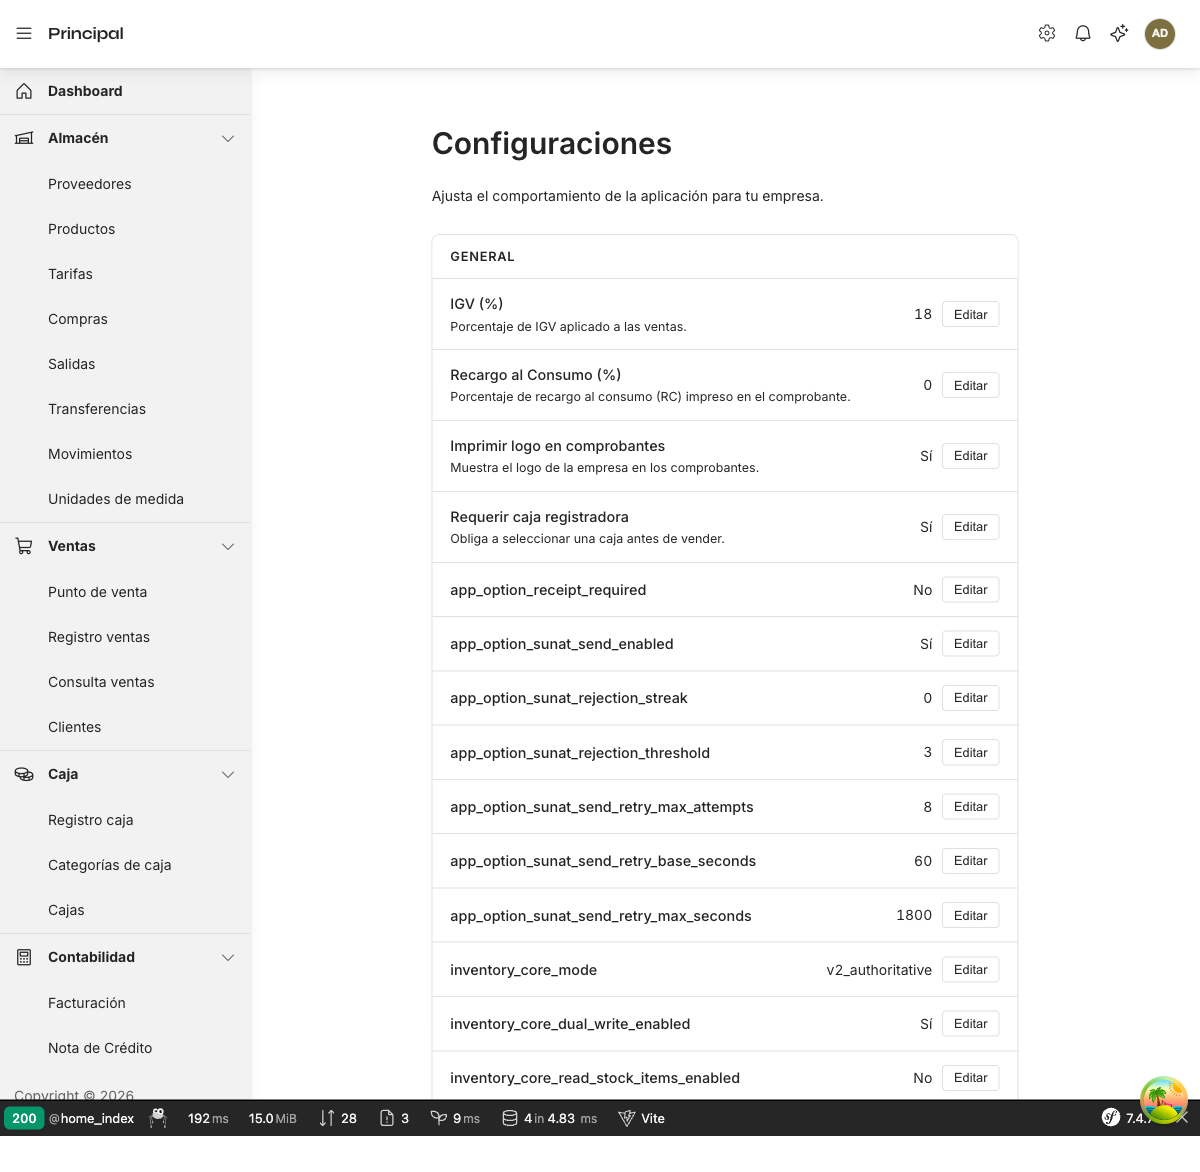 Principal
AD
Dashboard
Almacén
Proveedores
Productos
Tarifas
Compras
Salidas
Transferencias
Movimientos
Unidades de medida
Ventas
Punto de venta
Registro ventas
Consulta ventas
Clientes
Caja
Registro caja
Categorías de caja
Cajas
Contabilidad
Facturación
Nota de Crédito
Copyright © 2026
Configuraciones
Ajusta el comportamiento de la aplicación para tu empresa.
GENERAL
IGV (%)
Porcentaje de IGV aplicado a las ventas.
18 Editar
Recargo al Consumo (%)
Porcentaje de recargo al consumo (RC) impreso en el comprobante.
0 Editar
Imprimir logo en comprobantes
Muestra el logo de la empresa en los comprobantes.
Sí Editar
Requerir caja registradora
Obliga a seleccionar una caja antes de vender.
Sí Editar
app_option_receipt_required No Editar
app_option_sunat_send_enabled Sí Editar
app_option_sunat_rejection_streak 0 Editar
app_option_sunat_rejection_threshold 3 Editar
app_option_sunat_send_retry_max_attempts 8 Editar
app_option_sunat_send_retry_base_seconds 60 Editar
app_option_sunat_send_retry_max_seconds 1800 Editar
inventory_core_mode v2_authoritative Editar
inventory_core_dual_write_enabled Sí Editar
inventory_core_read_stock_items_enabled No Editar
200 @home_index 192 ms 15.0 MiB 28 3 9 ms 4 in 4.83 ms Vite sf 7.4.